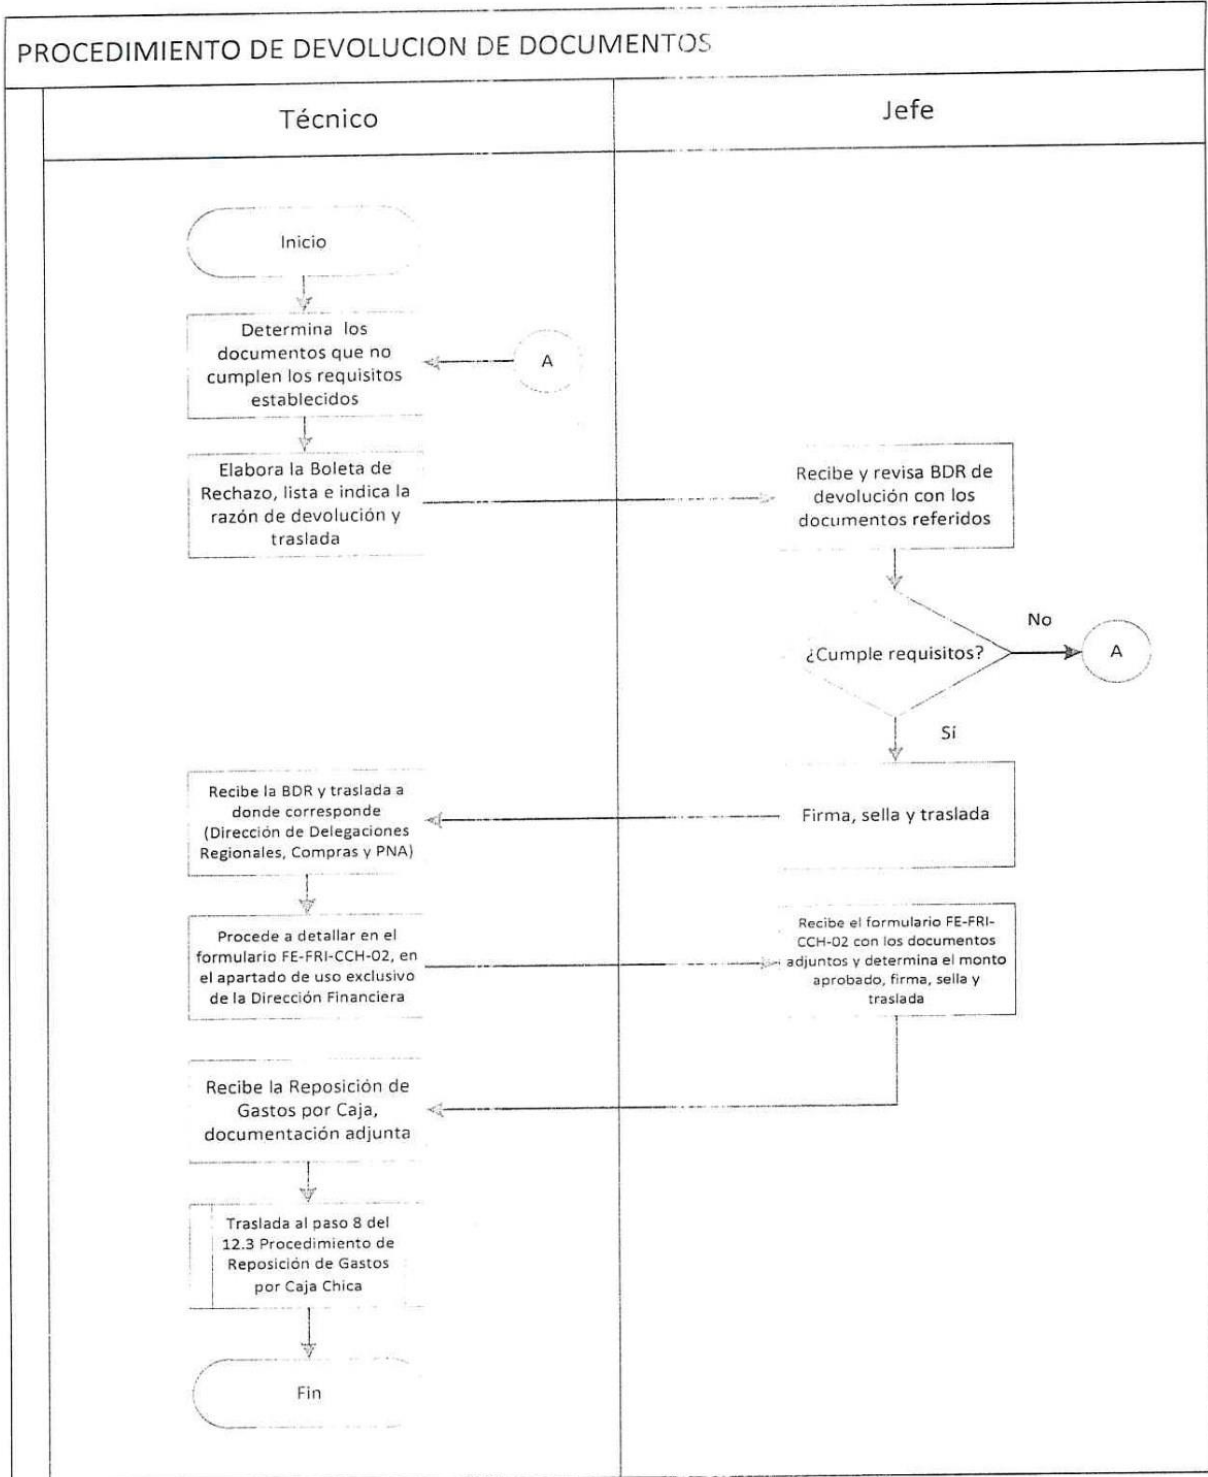 PROCEDIMIENTO DE DEVOLUCION DE DOCUMENTOS
Técnico
Jefe
Inicio
Determina los
documentos que no
cumplen los requisitos
establecidos
A
Elabora la Boleta de
Rechazo, lista e indica la
razón de devolución y
traslada
Recibe y revisa BDR de
devolución con los
documentos referidos
¿Cumple requisitos?
No
A
Sí
Firma, sella y traslada
Recibe la BDR y traslada a
donde corresponde
(Dirección de Delegaciones
Regionales, Compras y PNA)
Procede a detallar en el
formulario FE-FRI-CCH-02, en
el apartado de uso exclusivo
de la Dirección Financiera
Recibe el formulario FE-FRI-
CCH-02 con los documentos
adjuntos y determina el monto
aprobado, firma, sella y
traslada
Recibe la Reposición de
Gastos por Caja,
documentación adjunta
Traslada al paso 8 del
12.3 Procedimiento de
Reposición de Gastos
por Caja Chica
Fin